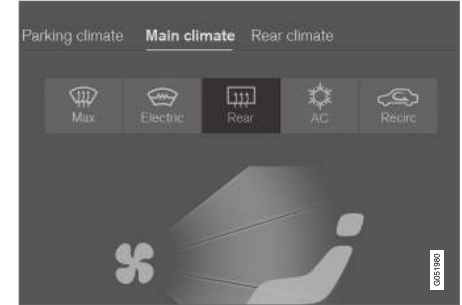 Parking climate Main climate Rear climate
Max Electric Rear AC Recirc
G051980